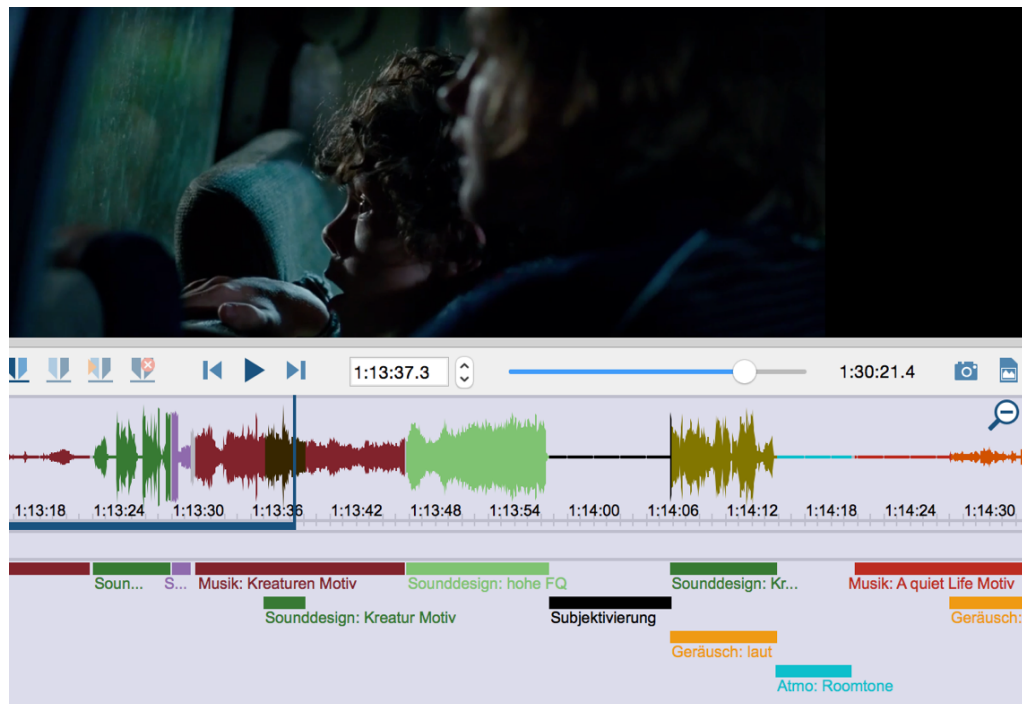 1:13:37.3 1:30:21.4
1:13:18 1:13:24 1:13:30 1:13:36 1:13:42 1:13:48 1:13:54 1:14:00 1:14:06 1:14:12 1:14:18 1:14:24 1:14:30
Soun... S... Musik: Kreaturen Motiv Sounddesign: hohe FQ Sounddesign: Kr... Musik: A quiet Life Motiv
Sounddesign: Kreatur Motiv Subjektivierung Geräusch:
Geräusch: laut
Atmo: Roomtone